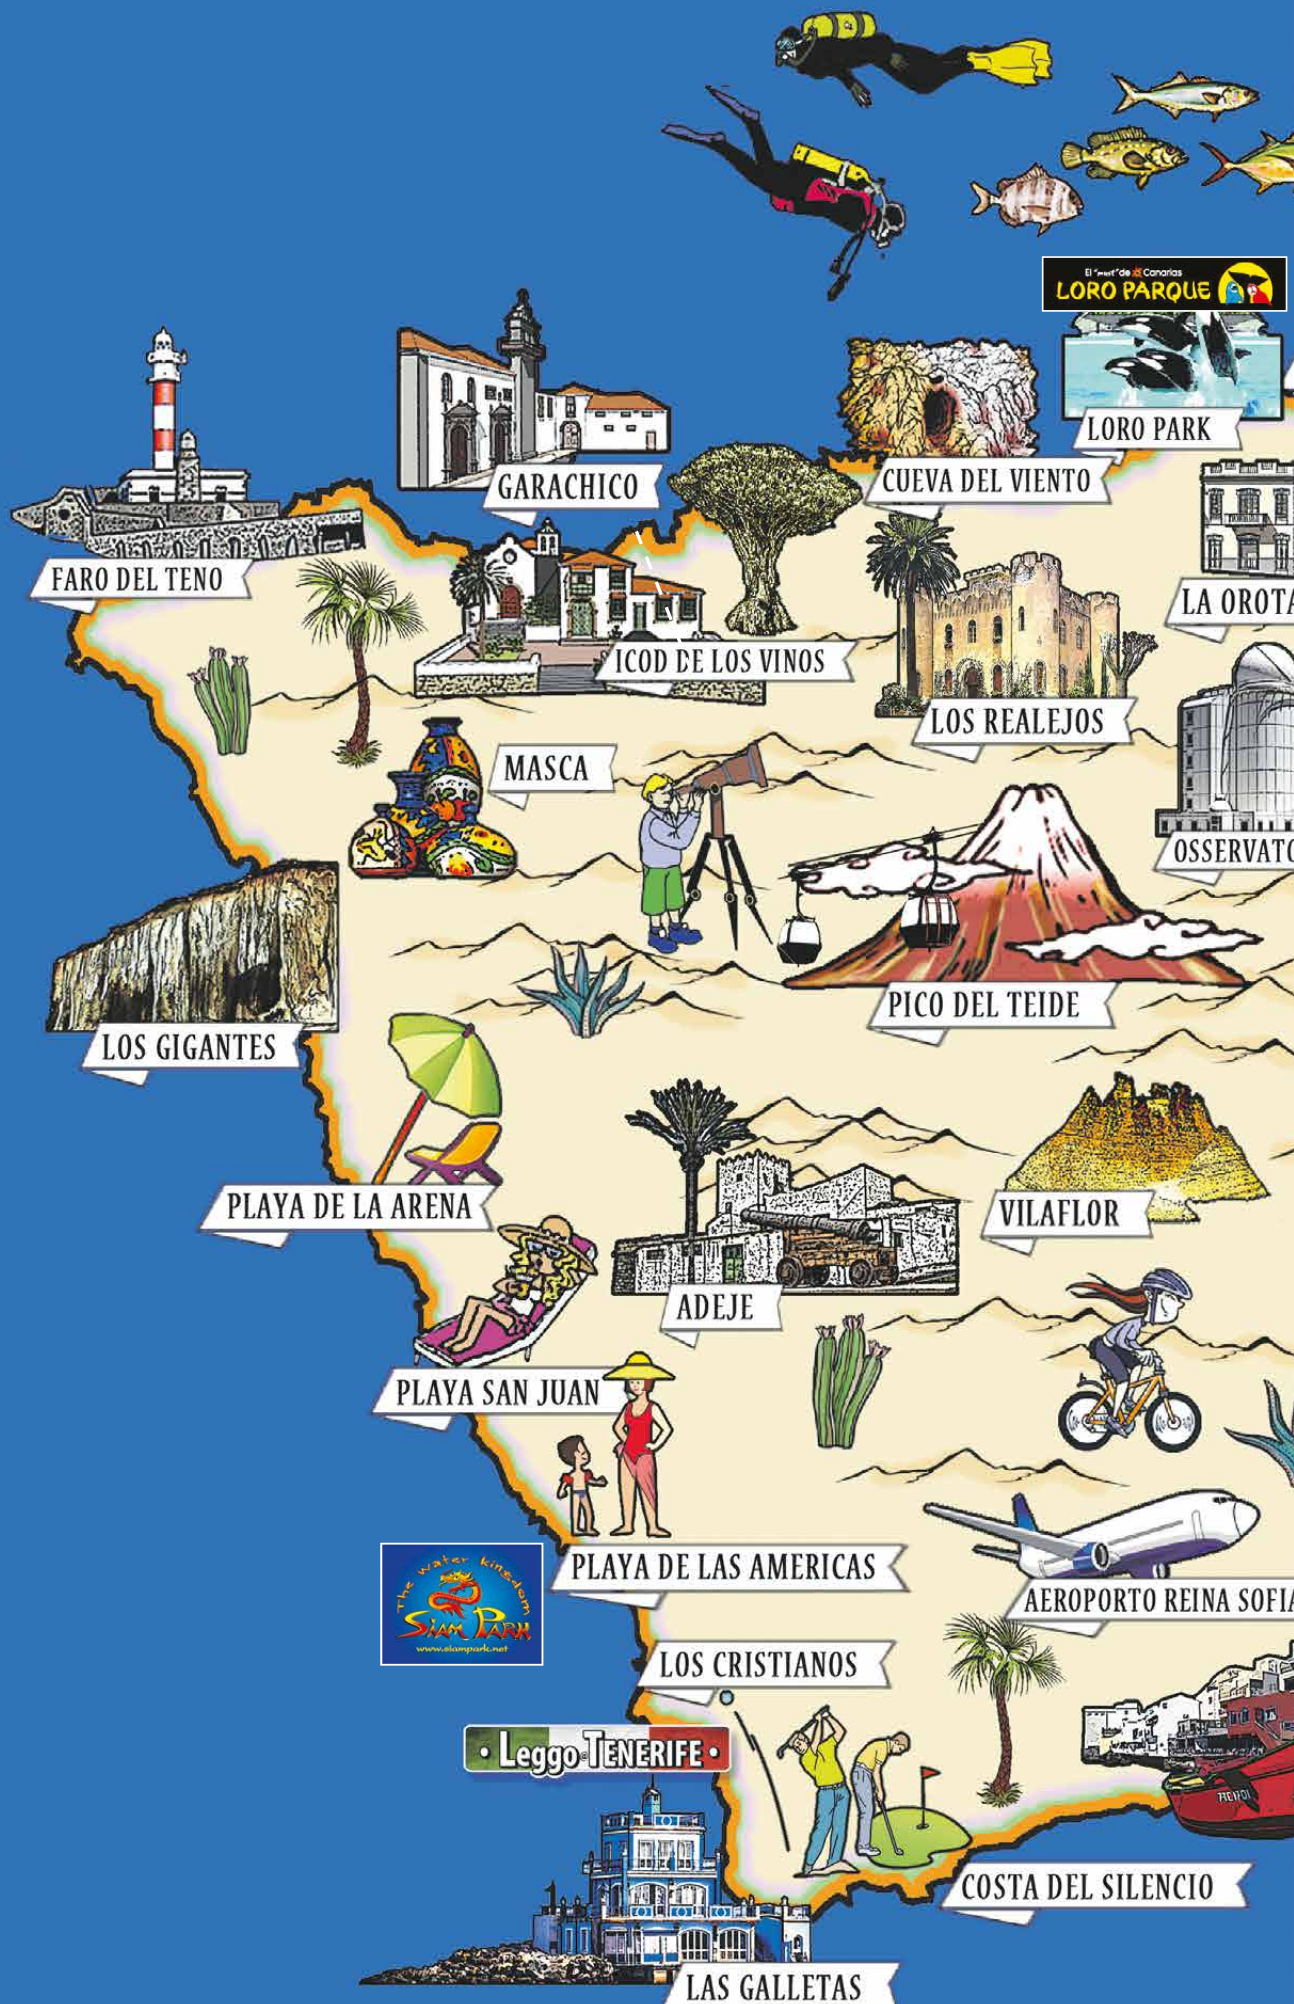 El "must" de Canarias
LORO PARQUE
LORO PARK
GARACHICO
CUEVA DEL VIENTO
FARO DEL TENO
LA OROTA
ICOD DE LOS VINOS
LOS REALEJOS
MASCA
OSSERVATO
PICO DEL TEIDE
LOS GIGANTES
PLAYA DE LA ARENA
VILAFLOR
ADEJE
PLAYA SAN JUAN
The water kingdom
SIAM PARK
www.siampark.net
PLAYA DE LAS AMERICAS
AEROPORTO REINA SOFIA
LOS CRISTIANOS
• Leggo TENERIFE •
COSTA DEL SILENCIO
LAS GALLETAS